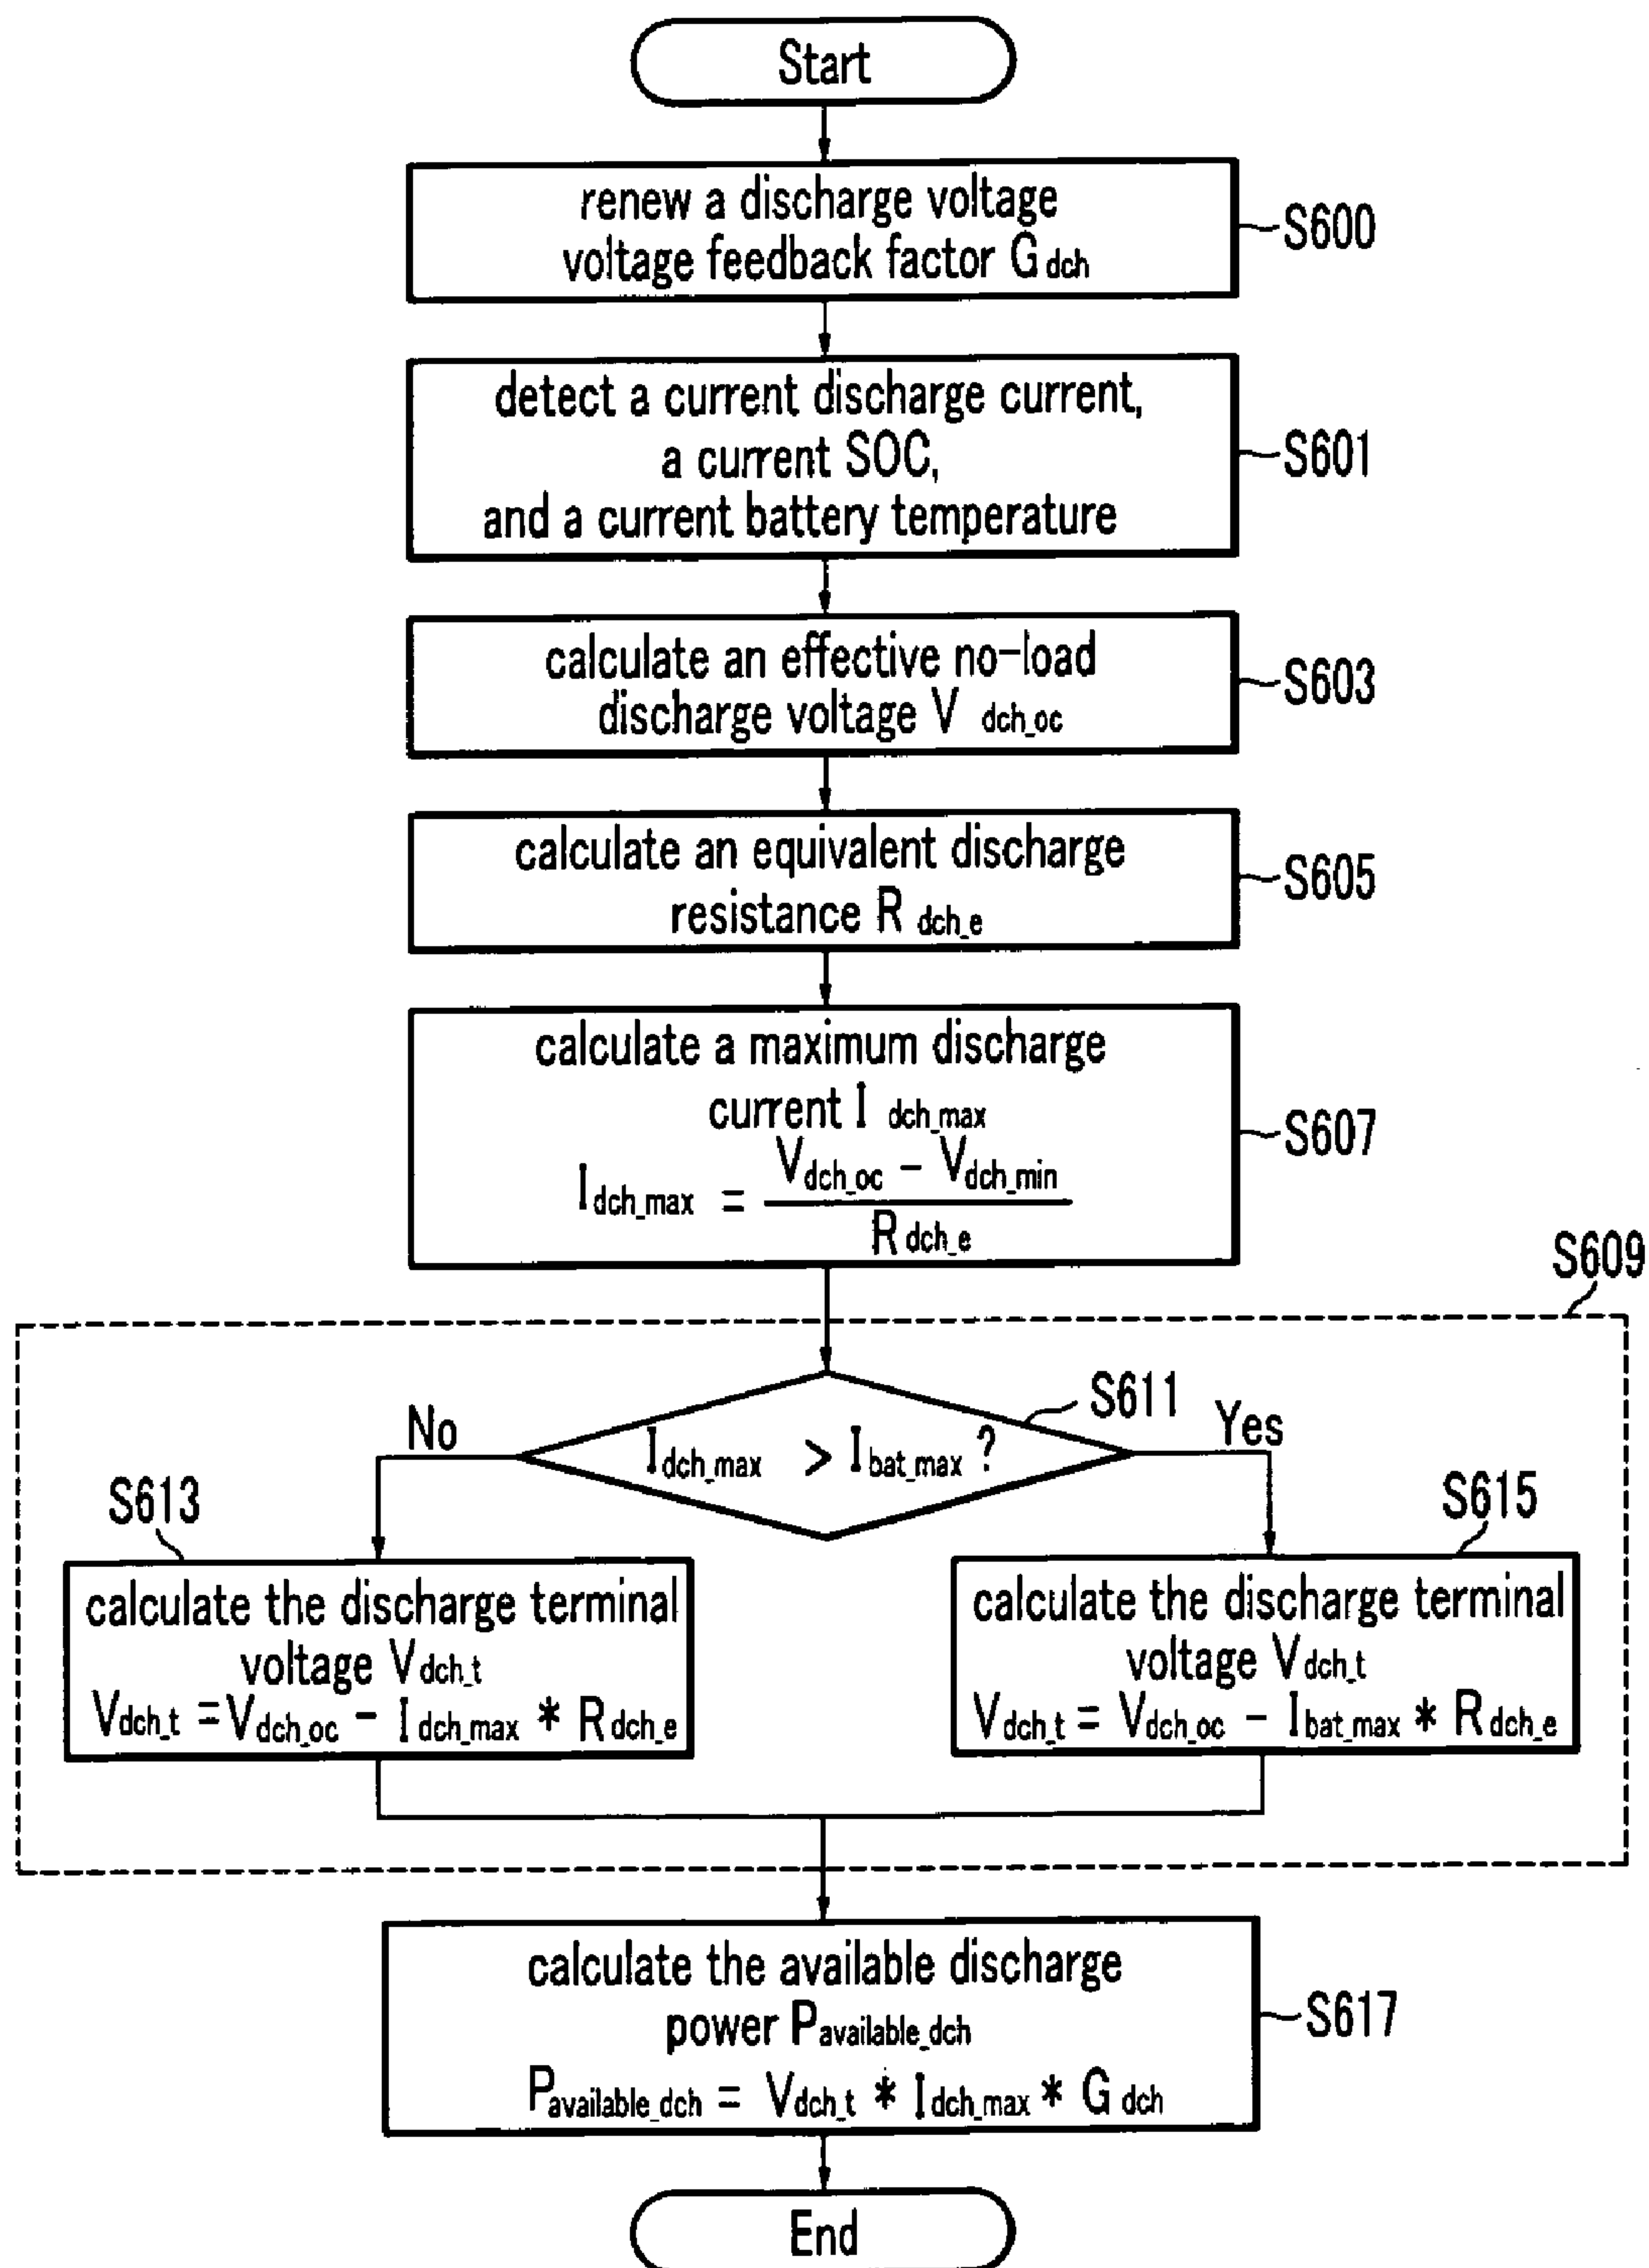 Start
renew a discharge voltage
voltage feedback factor G dch
S600
detect a current discharge current,
a current SOC,
and a current battery temperature
S601
calculate an effective no-load
discharge voltage V dch_oc
S603
calculate an equivalent discharge
resistance R dch_e
S605
calculate a maximum discharge
current I dch_max
I dch_max = V dch_oc - V dch_min
R dch_e
S607
S609
S611
No
I dch_max > I bat_max ?
Yes
S613
calculate the discharge terminal
voltage V dch_t
V dch_t = V dch_oc - I dch_max * R dch_e
S615
calculate the discharge terminal
voltage V dch_t
V dch_t = V dch_oc - I bat_max * R dch_e
calculate the available discharge
power P available_dch
P available_dch = V dch_t * I dch_max * G dch
S617
End